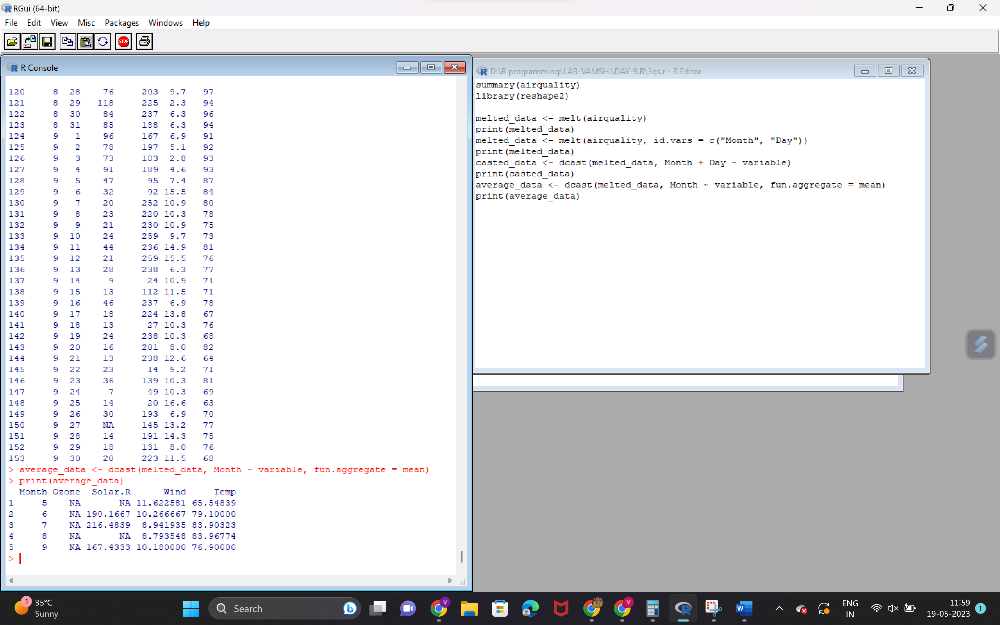 RGui (64-bit)
File Edit View Misc Packages Windows Help
STOP
R Console
120      8  28    76     203  9.7   97
121      8  29   118     225  2.3   94
122      8  30    84     237  6.3   96
123      8  31    85     188  6.3   94
124      9   1    96     167  6.9   91
125      9   2    78     197  5.1   92
126      9   3    73     183  2.8   93
127      9   4    91     189  4.6   93
128      9   5    47      95  7.4   87
129      9   6    32      92 15.5   84
130      9   7    20     252 10.9   80
131      9   8    23     220 10.3   78
132      9   9    21     230 10.9   75
133      9  10    24     259  9.7   73
134      9  11    44     236 14.9   81
135      9  12    21     259 15.5   76
136      9  13    28     238  6.3   77
137      9  14     9      24 10.9   71
138      9  15    13     112 11.5   71
139      9  16    46     237  6.9   78
140      9  17    18     224 13.8   67
141      9  18    13      27 10.3   76
142      9  19    24     238 10.3   68
143      9  20    16     201  8.0   82
144      9  21    13     238 12.6   64
145      9  22    23      14  9.2   71
146      9  23    36     139 10.3   81
147      9  24     7      49 10.3   69
148      9  25    14      20 16.6   63
149      9  26    30     193  6.9   70
150      9  27    NA     145 13.2   77
151      9  28    14     191 14.3   75
152      9  29    18     131  8.0   76
153      9  30    20     223 11.5   68
> average_data <- dcast(melted_data, Month ~ variable, fun.aggregate = mean)
> print(average_data)
  Month Ozone  Solar.R      Wind     Temp
1     5    NA       NA 11.622581 65.54839
2     6    NA 190.1667 10.266667 79.10000
3     7    NA 216.4839  8.941935 83.90323
4     8    NA       NA  8.793548 83.96774
5     9    NA 167.4333 10.180000 76.90000
>
D:\R programming\LAB-VAMSHI\DAY-9.R\3qs.r - R Editor
summary(airquality)
library(reshape2)
melted_data <- melt(airquality)
print(melted_data)
melted_data <- melt(airquality, id.vars = c("Month", "Day"))
print(melted_data)
casted_data <- dcast(melted_data, Month + Day ~ variable)
print(casted_data)
average_data <- dcast(melted_data, Month ~ variable, fun.aggregate = mean)
print(average_data)
1
35°C
Sunny
Search
V
V
W
ENG
IN
11:59
19-05-2023
1